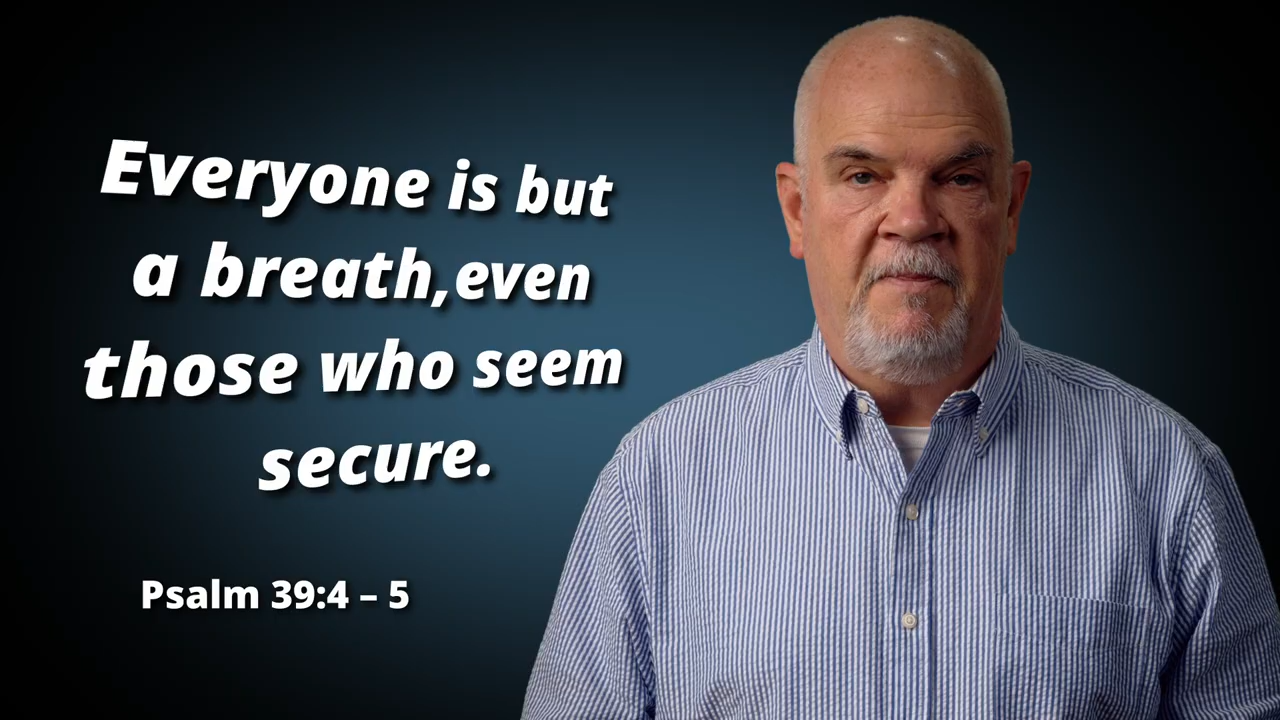 Everyone is but
a breath,even
those who seem
secure.
Psalm 39:4 – 5